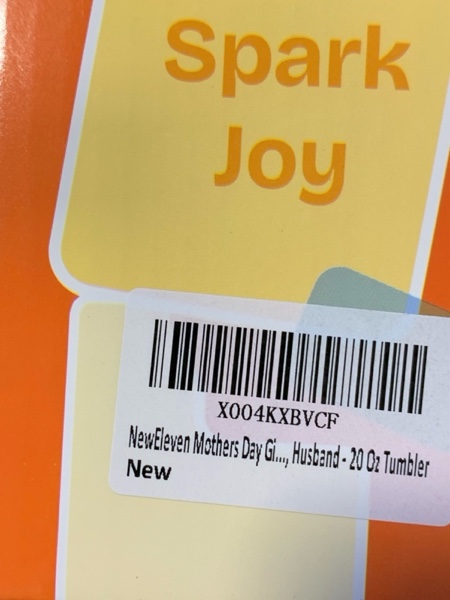 Spark
Joy
X004KXBVCF
NewEleven Mothers Day Gi..., Husband - 20 Oz Tumbler
New